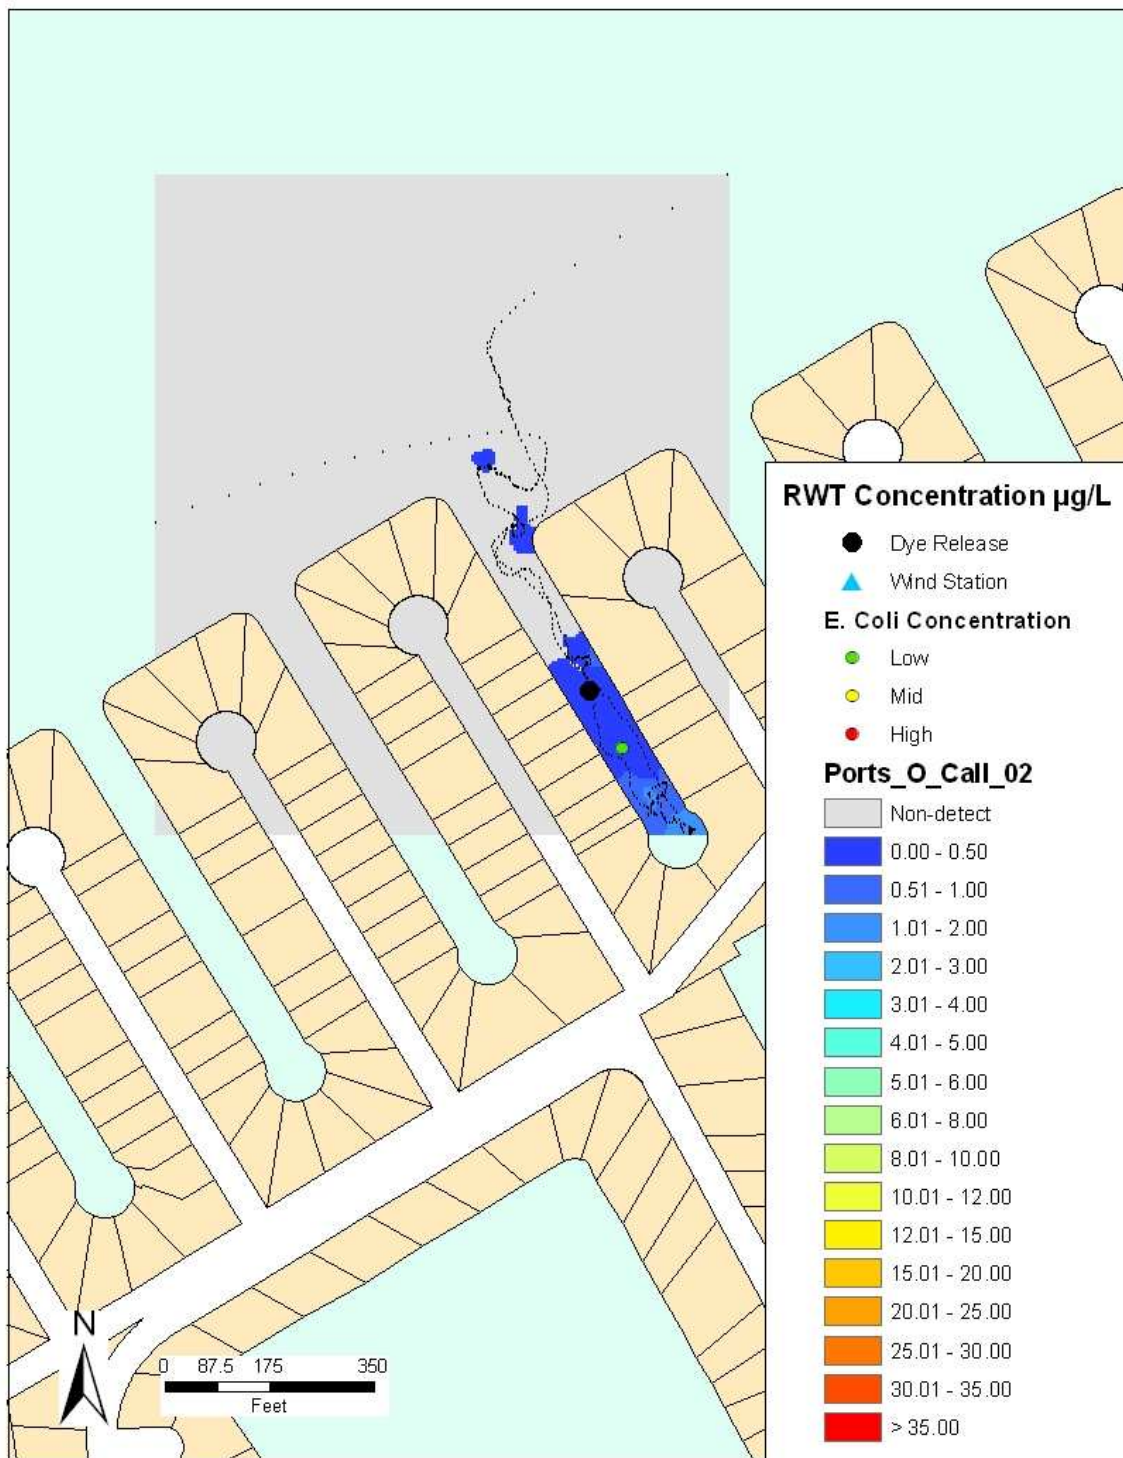 RWT Concentration µg/L
Dye Release
Wind Station
E. Coli Concentration
Low
Mid
High
Ports_O_Call_02
Non-detect
0.00 - 0.50
0.51 - 1.00
1.01 - 2.00
2.01 - 3.00
3.01 - 4.00
4.01 - 5.00
5.01 - 6.00
6.01 - 8.00
8.01 - 10.00
10.01 - 12.00
12.01 - 15.00
15.01 - 20.00
20.01 - 25.00
25.01 - 30.00
30.01 - 35.00
> 35.00
N
0 87.5 175 350
Feet